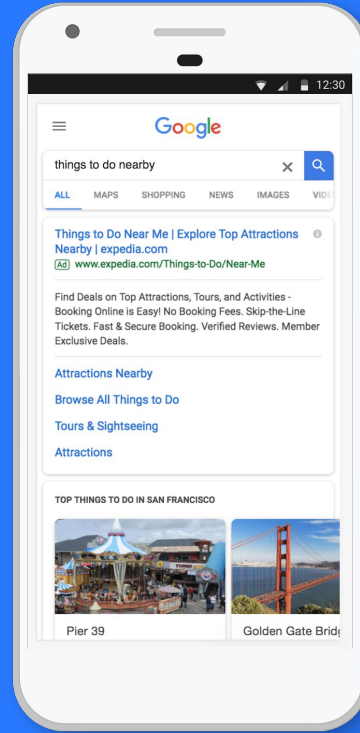 12:30
Google
things to do nearby
ALL MAPS SHOPPING NEWS IMAGES
Things to Do Near Me | Explore Top Attractions
Nearby | expedia.com
Ad www.expedia.com/Things-to-Do/Near-Me
Find Deals on Top Attractions, Tours, and Activities -
Booking Online is Easy! No Booking Fees. Skip-the-Line
Tickets. Fast & Secure Booking. Verified Reviews. Member
Exclusive Deals.
Attractions Nearby
Browse All Things to Do
Tours & Sightseeing
Attractions
TOP THINGS TO DO IN SAN FRANCISCO
Pier 39
Golden Gate Bridg